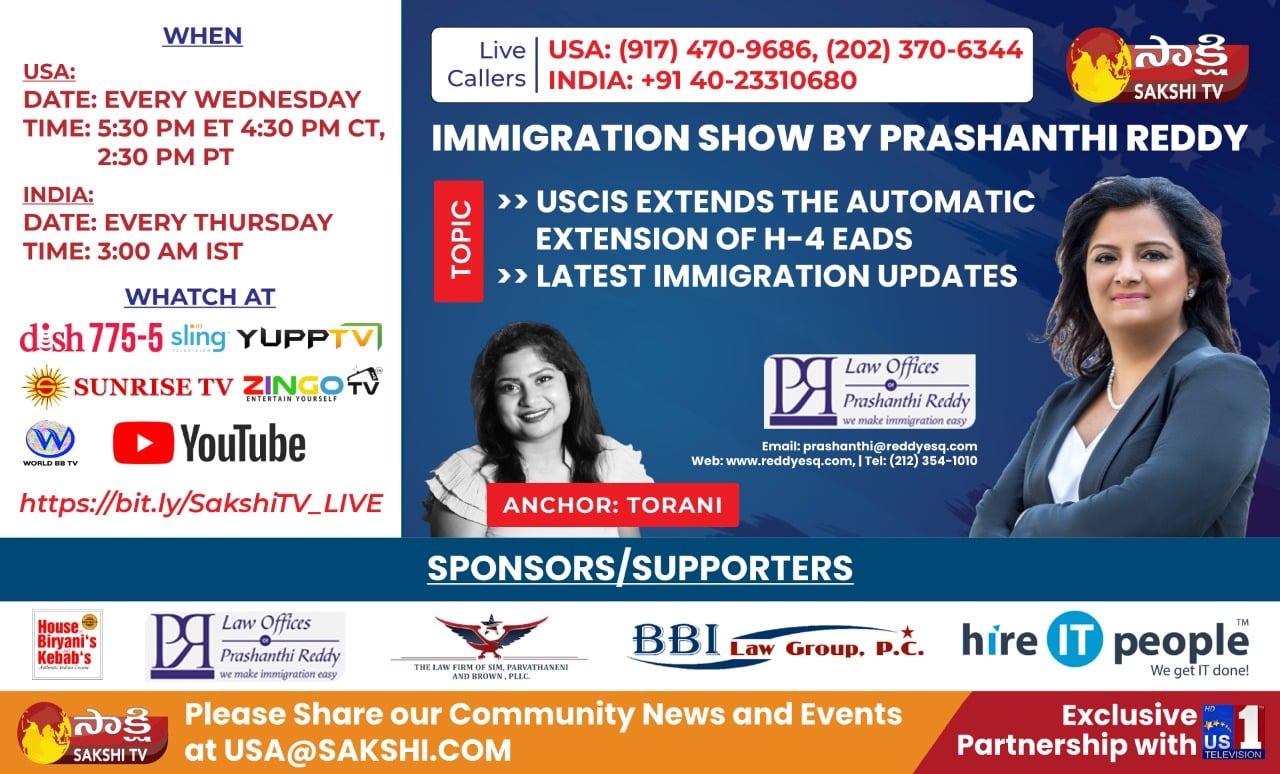 WHEN
USA:
DATE: EVERY WEDNESDAY
TIME: 5:30 PM ET 4:30 PM CT,
2:30 PM PT
INDIA:
DATE: EVERY THURSDAY
TIME: 3:00 AM IST
WHATCH AT
dish 775-5 sling TELEVISION YUPPTV
SUNRISE TV ZINGO TV
ENTERTAIN YOURSELF
W
WORLD BB TV
YouTube
https://bit.ly/SakshiTV_LIVE
Live Callers
USA: (917) 470-9686, (202) 370-6344
INDIA: +91 40-23310680
సాక్షి
SAKSHI TV
IMMIGRATION SHOW BY PRASHANTHI REDDY
TOPIC
>> USCIS EXTENDS THE AUTOMATIC
EXTENSION OF H-4 EADS
>> LATEST IMMIGRATION UPDATES
PR
Law Offices
OF
Prashanthi Reddy
we make immigration easy
Email: prashanthi@reddyesq.com
Web: www.reddyesq.com, | Tel: (212) 354-1010
ANCHOR: TORANI
SPONSORS/SUPPORTERS
House
Biryani's
Kebab's
Authentic Indian Cuisine
PR
Law Offices
OF
Prashanthi Reddy
we make immigration easy
THE LAW FIRM OF SIM, PARVATHANENI
AND BROWN , PLLC.
BBI Law Group, P.C.
hire IT people™
We get IT done!
సాక్షి
SAKSHI TV
Please Share our Community News and Events
at USA@SAKSHI.COM
Exclusive
Partnership with
HD
US 1
TELEVISION